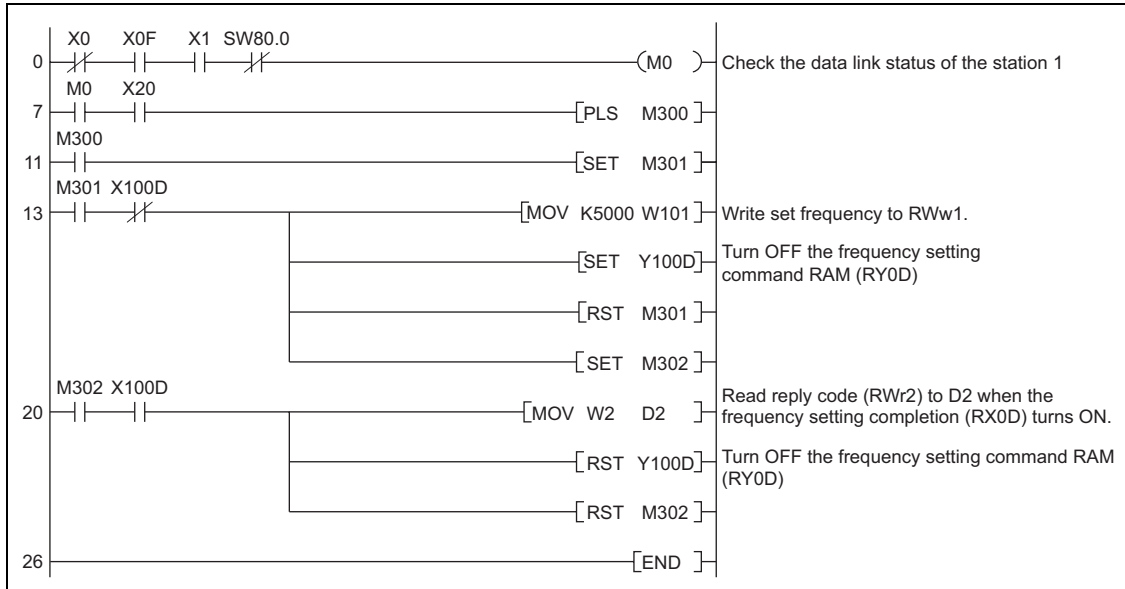 X0 X0F X1 SW80.0
0 M0 Check the data link status of the station 1
M0 X20
7 PLS M300
M300
11 SET M301
M301 X100D
13 MOV K5000 W101 Write set frequency to RWw1.
SET Y100D Turn OFF the frequency setting
command RAM (RY0D)
RST M301
SET M302
M302 X100D
20 MOV W2 D2 Read reply code (RWr2) to D2 when the
frequency setting completion (RX0D) turns ON.
RST Y100D Turn OFF the frequency setting command RAM
(RY0D)
RST M302
26 END